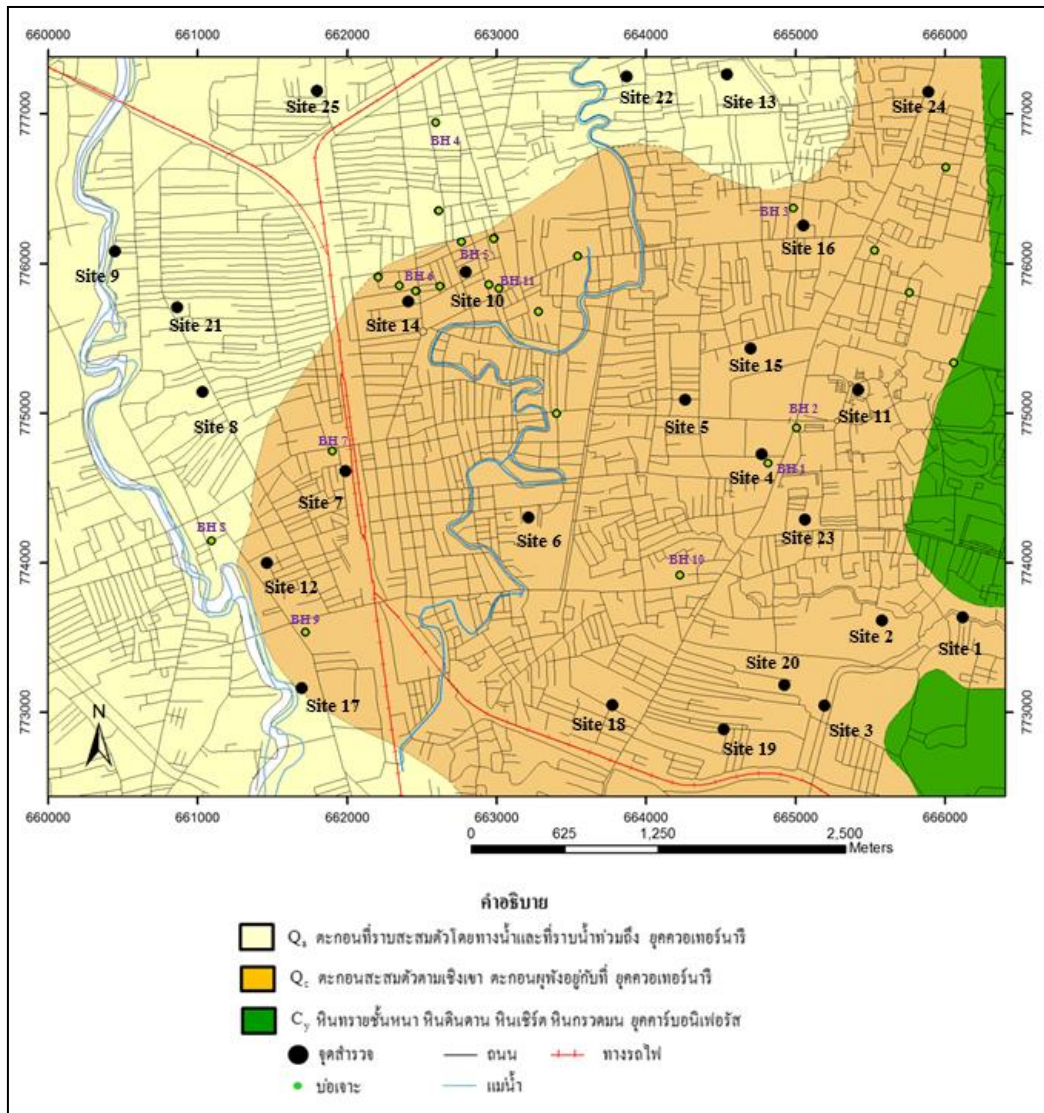 660000 661000 662000 663000 664000 665000 666000
777000 777000
Site 25
Site 22
Site 13
Site 24
BH 4
BH 3
Site 16
776000 776000
Site 9
BH 5
BH 6
Site 10
BH 11
Site 14
Site 21
Site 15
775000 775000
Site 8
Site 5
Site 11
BH 2
BH 7
Site 4
BH 1
Site 7
Site 6
Site 23
BH 8
774000 774000
Site 12
BH 10
BH 9
Site 2
Site 1
Site 20
773000 773000
Site 17
Site 18
Site 19
Site 3
N
660000 661000 662000 663000 664000 665000 666000
0 625 1,250 2,500
Meters
คำอธิบาย
Qa ตะกอนที่ราบสะสมตัวโดยทางน้ำและที่ราบน้ำท่วมถึง ยุคควอเทอร์นารี
Qc ตะกอนสะสมตัวตามเชิงเขา ตะกอนผุพังอยู่กับที่ ยุคควอเทอร์นารี
Cy หินทรายชั้นหนา หินดินดาน หินเชิร์ต หินกรวดมน ยุคคาร์บอนิเฟอรัส
จุดสำรวจ ถนน ทางรถไฟ
บ่อเจาะ แม่น้ำ